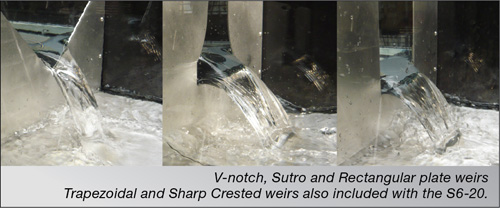 V-notch, Sutro and Rectangular plate weirs
Trapezoidal and Sharp Crested weirs also included with the S6-20.